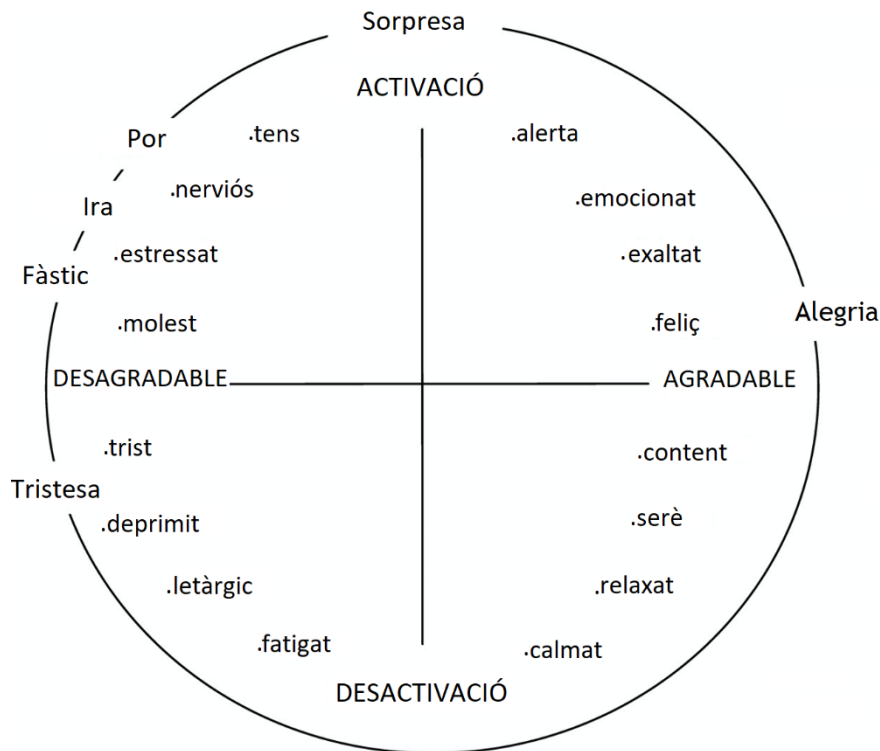 Sorpresa
ACTIVACIÓ
Por
.tens
.alerta
.nerviós
.emocionat
Ira
.estressat
.exaltat
Fàstic
.molest
.feliç
Alegria
DESAGRADABLE
AGRADABLE
.trist
.content
Tristesa
.deprimit
.serè
.letàrgic
.relaxat
.fatigat
.calmat
DESACTIVACIÓ